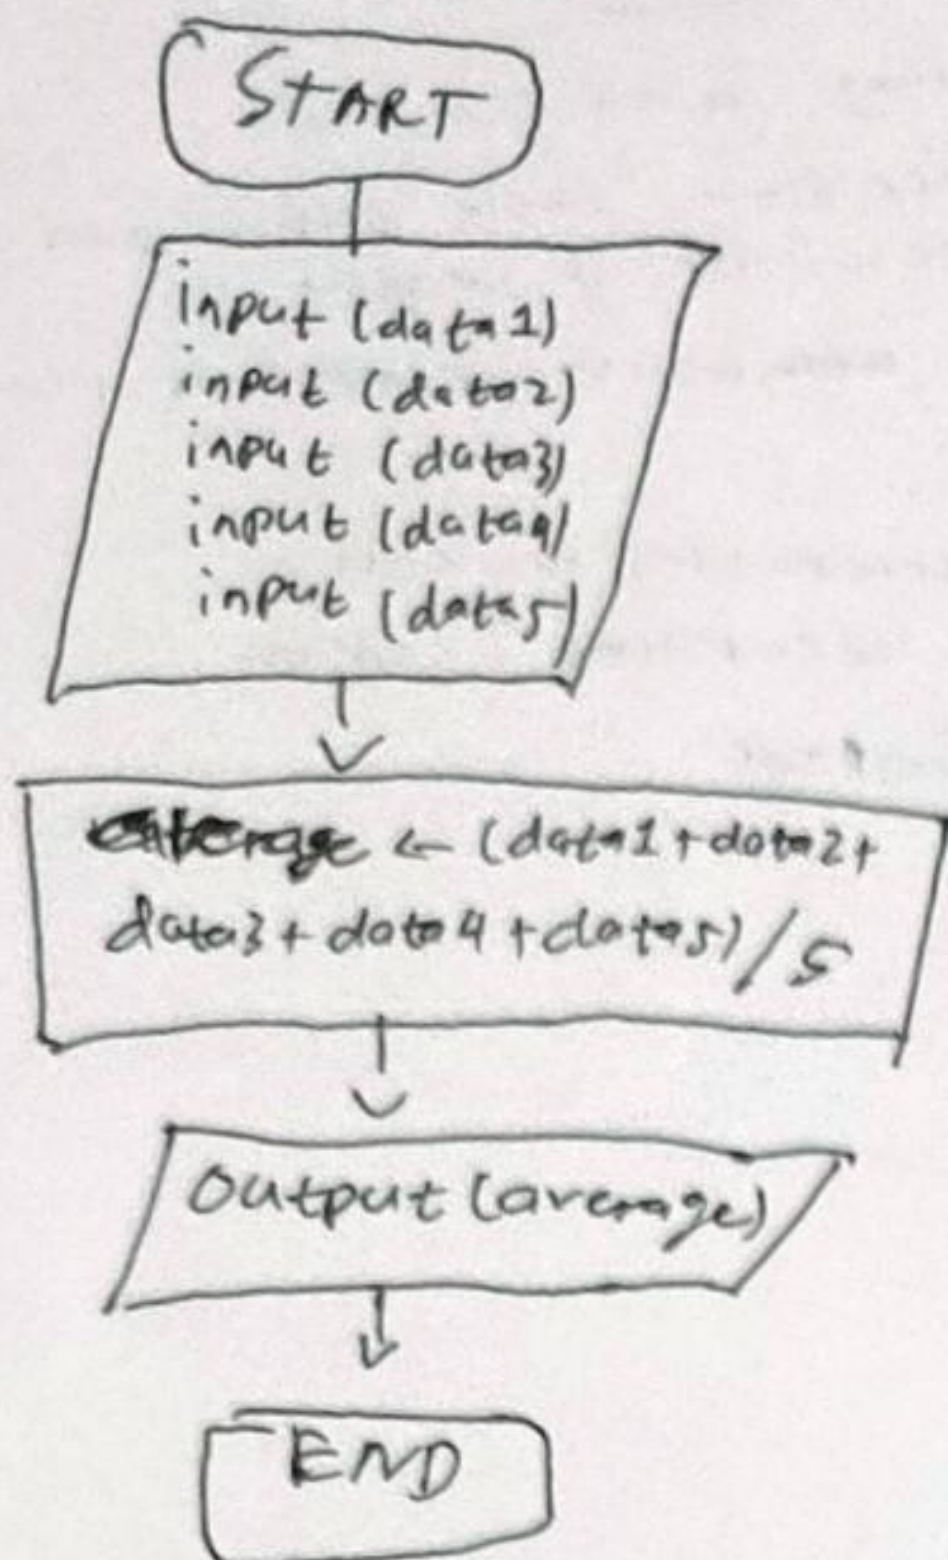 START
input (data1)
input (data2)
input (data3)
input (data4)
input (data5)
average ← (data1+data2+
data3+data4+data5)/5
output (average)
END